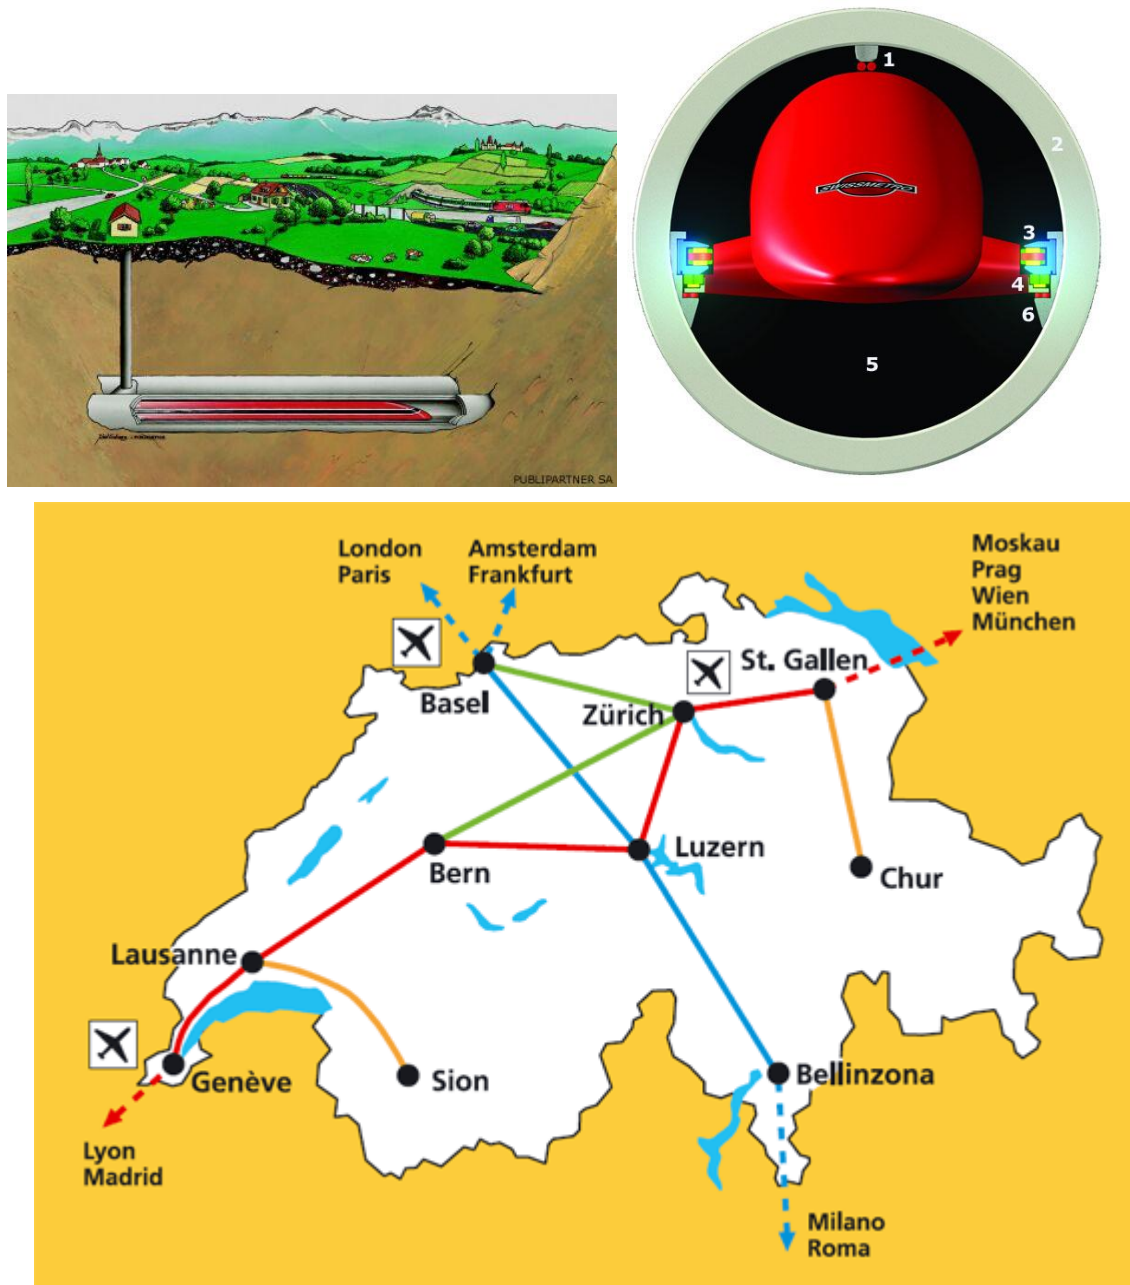 PUBLIPARTNER SA
1
2
SWISSMETRO
3
4
6
5
London
Paris
Amsterdam
Frankfurt
Moskau
Prag
Wien
München
St. Gallen
Basel
Zürich
Luzern
Bern
Chur
Lausanne
Genève
Sion
Bellinzona
Lyon
Madrid
Milano
Roma